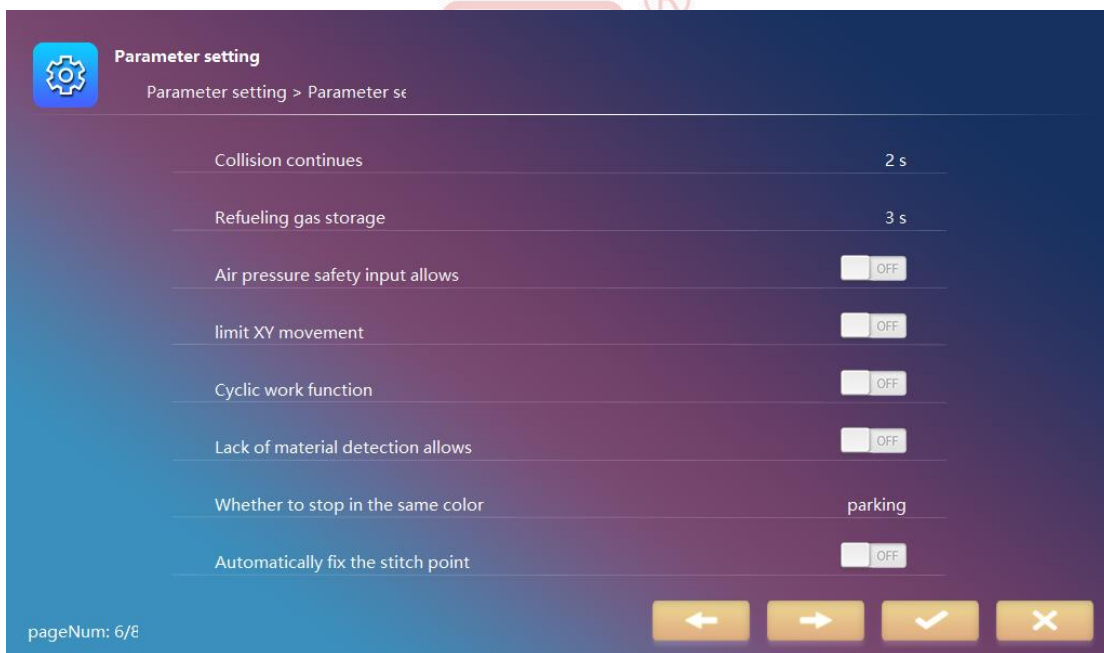 Parameter setting
Parameter setting > Parameter se
Collision continues 2 s
Refueling gas storage 3 s
Air pressure safety input allows OFF
limit XY movement OFF
Cyclic work function OFF
Lack of material detection allows OFF
Whether to stop in the same color parking
Automatically fix the stitch point OFF
pageNum: 6/8